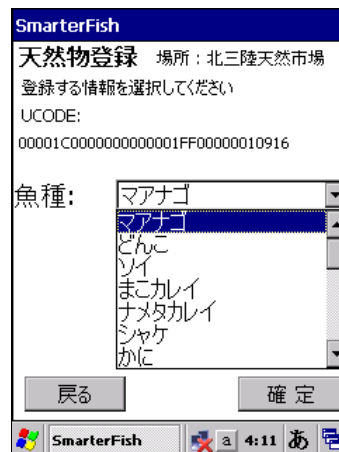 SmarterFish
天然物登録 場所：北三陸天然市場
登録する情報を選択してください
UCODE:
00001C0000000000001FF00000010916
魚種: マアナゴ
マアナゴ
どんこ
ソイ
まこカレイ
ナメタカレイ
シャケ
かに
戻る 確定
SmarterFish a 4:11 あ